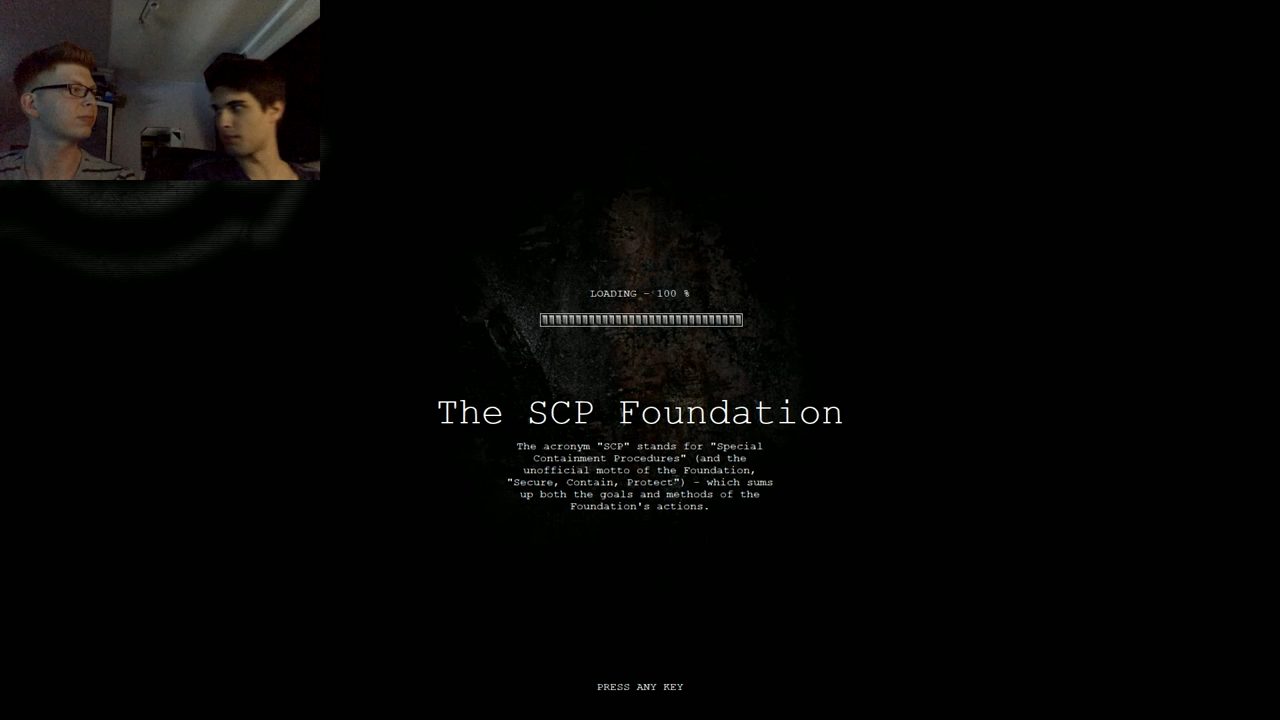 LOADING - 100 %
The SCP Foundation
The acronym "SCP" stands for "Special
Containment Procedures" (and the
unofficial motto of the Foundation,
"Secure, Contain, Protect") - which sums
up both the goals and methods of the
Foundation's actions.
PRESS ANY KEY